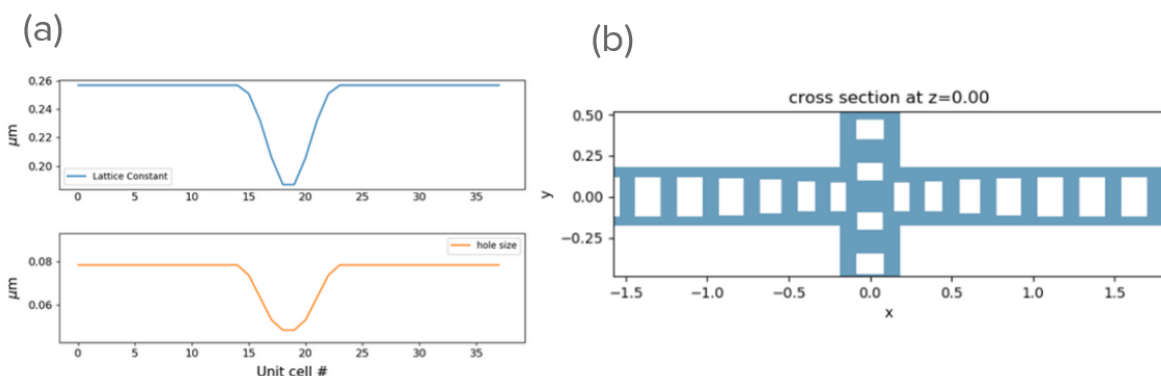 (a)
0.26
0.24
0.22
0.20
μm
Lattice Constant
0 5 10 15 20 25 30 35
0.08
0.06
μm
hole size
0 5 10 15 20 25 30 35
Unit cell #
(b)
cross section at z=0.00
0.50
0.25
0.00
−0.25
y
−1.5 −1.0 −0.5 0.0 0.5 1.0 1.5
x